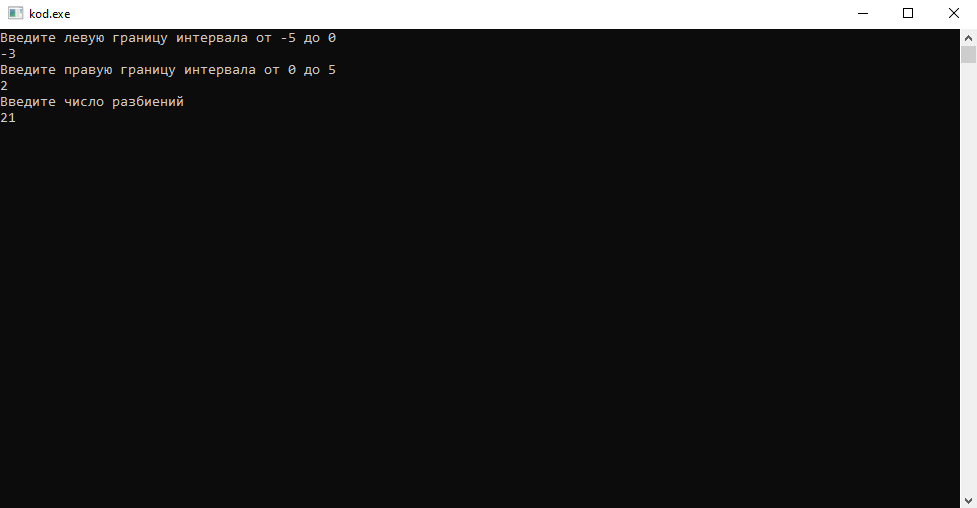 kod.exe
Введите левую границу интервала от -5 до 0
-3
Введите правую границу интервала от 0 до 5
2
Введите число разбиений
21